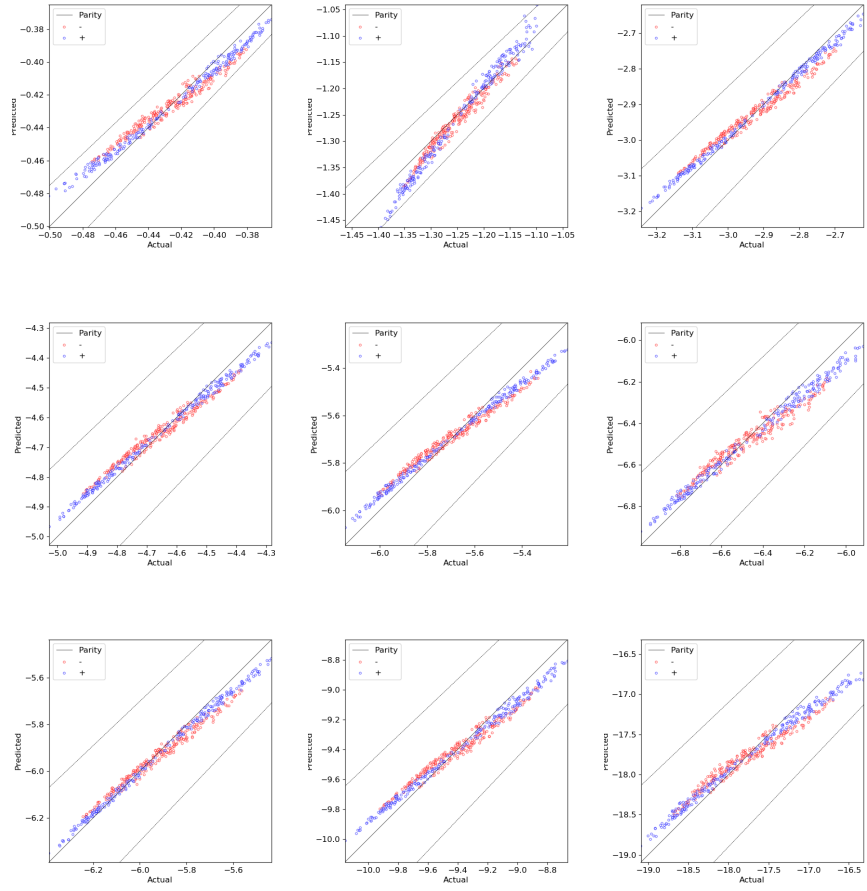 Parity
-
+
Predicted
−0.38
−0.40
−0.42
−0.44
−0.46
−0.48
−0.50
−0.50 −0.48 −0.46 −0.44 −0.42 −0.40 −0.38
Actual
Parity
-
+
Predicted
−1.05
−1.10
−1.15
−1.20
−1.25
−1.30
−1.35
−1.40
−1.45
−1.45 −1.40 −1.35 −1.30 −1.25 −1.20 −1.15 −1.10 −1.05
Actual
Parity
-
+
Predicted
−2.7
−2.8
−2.9
−3.0
−3.1
−3.2
−3.2 −3.1 −3.0 −2.9 −2.8 −2.7
Actual
Parity
-
+
Predicted
−4.3
−4.4
−4.5
−4.6
−4.7
−4.8
−4.9
−5.0
−5.0 −4.9 −4.8 −4.7 −4.6 −4.5 −4.4 −4.3
Actual
Parity
-
+
Predicted
−5.4
−5.6
−5.8
−6.0
−6.0 −5.8 −5.6 −5.4
Actual
Parity
-
+
Predicted
−6.0
−6.2
−6.4
−6.6
−6.8
−6.8 −6.6 −6.4 −6.2 −6.0
Actual
Parity
-
+
Predicted
−5.6
−5.8
−6.0
−6.2
−6.2 −6.0 −5.8 −5.6
Actual
Parity
-
+
Predicted
−8.8
−9.0
−9.2
−9.4
−9.6
−9.8
−10.0
−10.0 −9.8 −9.6 −9.4 −9.2 −9.0 −8.8
Actual
Parity
-
+
Predicted
−16.5
−17.0
−17.5
−18.0
−18.5
−19.0
−19.0 −18.5 −18.0 −17.5 −17.0 −16.5
Actual